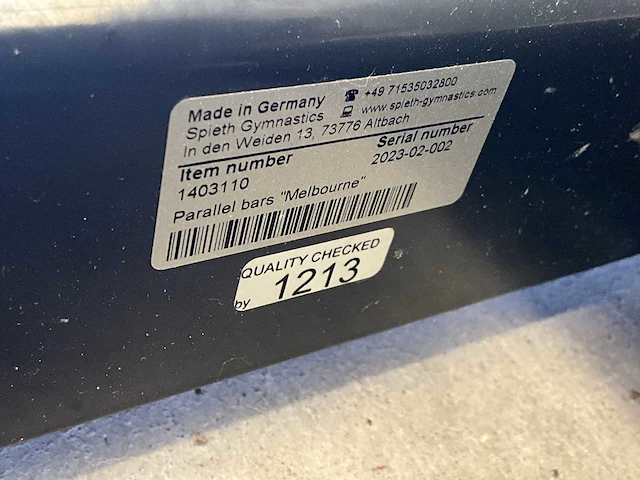 Made in Germany
Spieth Gymnastics
In den Weiden 13, 73776 Altbach
+49 71535032800
www.spieth-gymnastics.com
Item number
1403110
Serial number
2023-02-002
Parallel bars "Melbourne"
QUALITY CHECKED
by 1213